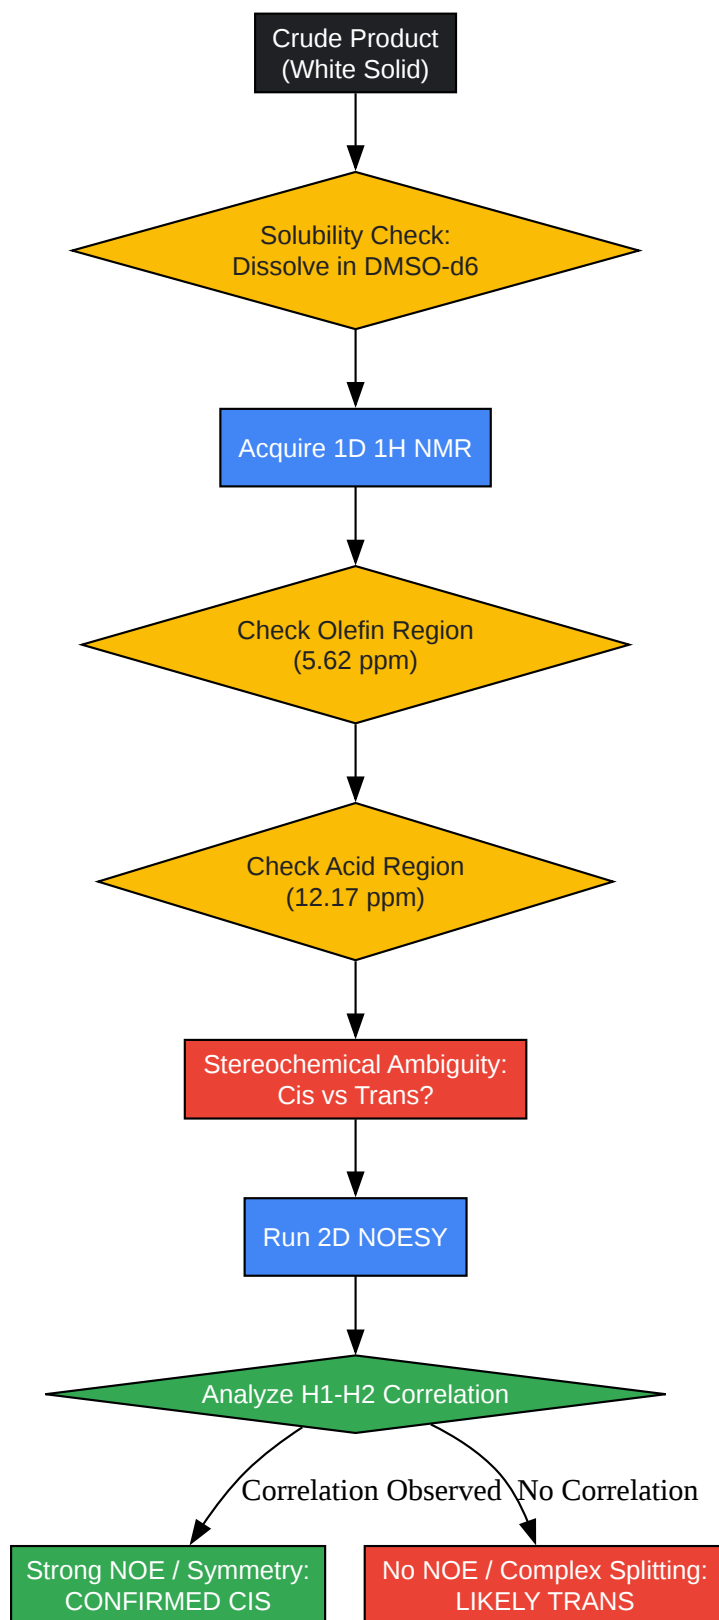 Crude Product
(White Solid)
Solubility Check:
Dissolve in DMSO-d6
Acquire 1D 1H NMR
Check Olefin Region
(5.62 ppm)
Check Acid Region
(12.17 ppm)
Stereochemical Ambiguity:
Cis vs Trans?
Run 2D NOESY
Analyze H1-H2 Correlation
Correlation Observed
No Correlation
Strong NOE / Symmetry:
CONFIRMED CIS
No NOE / Complex Splitting:
LIKELY TRANS